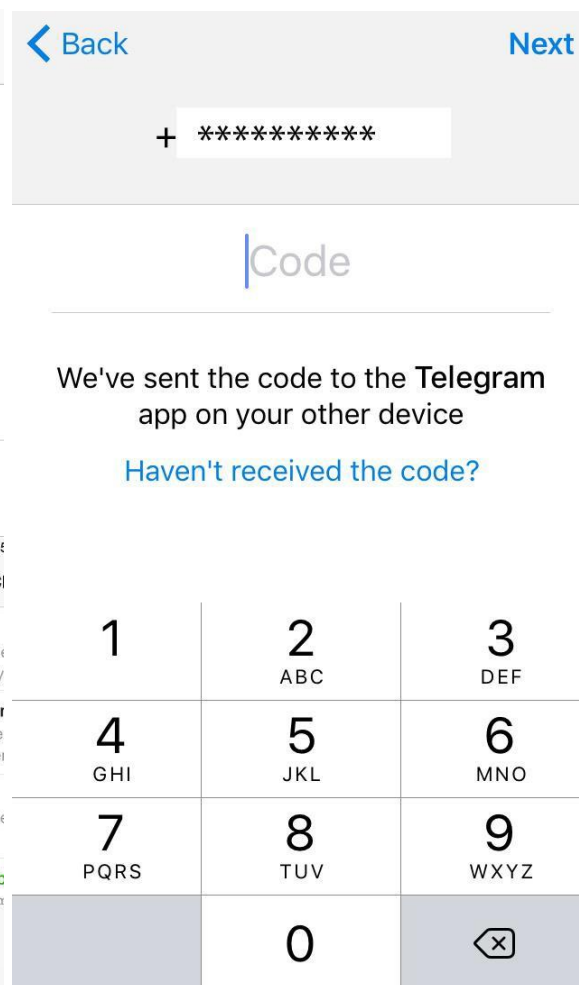 Back
Next
+ **********
Code
We've sent the code to the Telegram
app on your other device
Haven't received the code?
1
2
3
ABC
DEF
4
5
6
GHI
JKL
MNO
7
8
9
PQRS
TUV
WXYZ
0